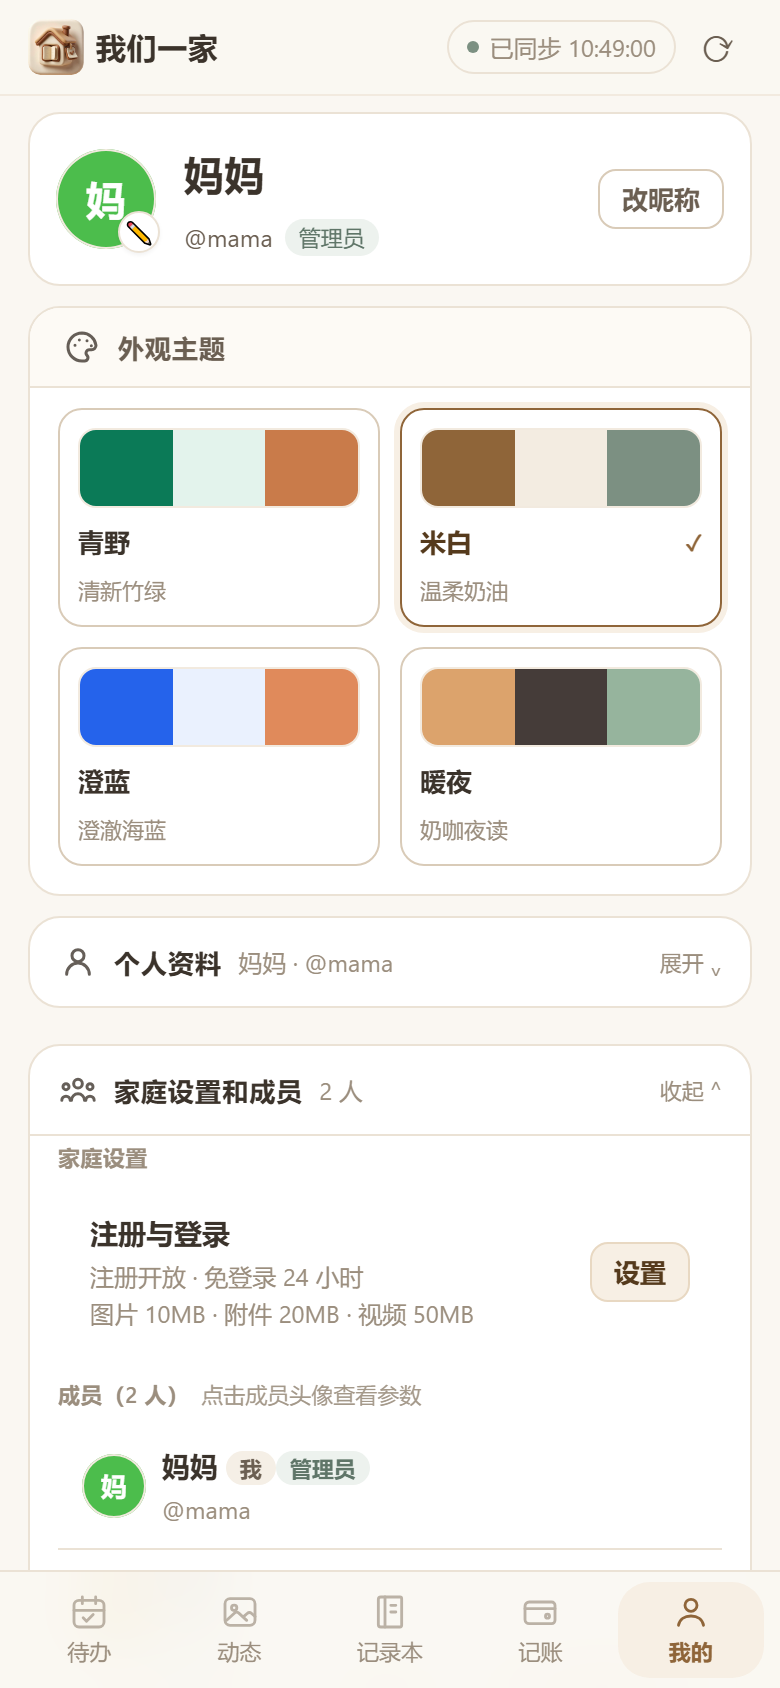 我们一家
已同步 10:49:00
妈
妈妈
@mama 管理员
改昵称
外观主题
青野
清新竹绿
米白 ✓
温柔奶油
澄蓝
澄澈海蓝
暖夜
奶咖夜读
个人资料 妈妈 · @mama 展开
家庭设置和成员 2 人 收起
家庭设置
注册与登录
注册开放 · 免登录 24 小时
图片 10MB · 附件 20MB · 视频 50MB
设置
成员（2 人） 点击成员头像查看参数
妈
妈妈 我 管理员
@mama
待办 动态 记录本 记账 我的